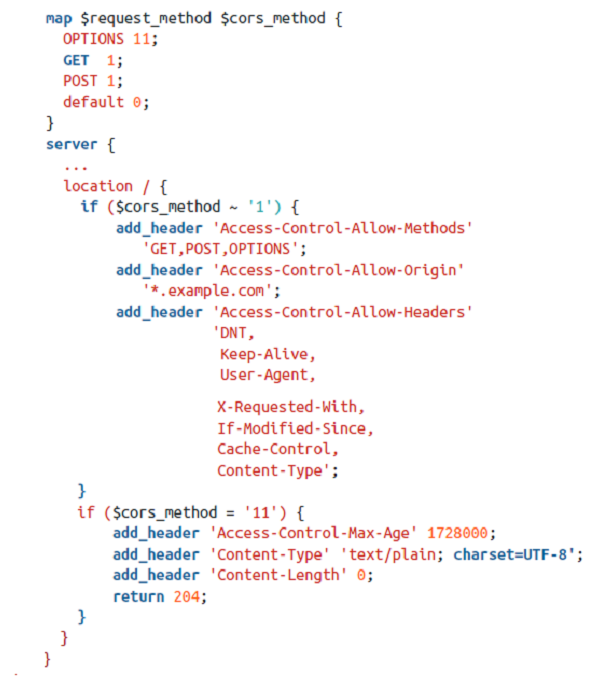 map $request_method $cors_method {
OPTIONS 11;
GET 1;
POST 1;
default 0;
}
server {
...
location / {
if ($cors_method ~ '1') {
add_header 'Access-Control-Allow-Methods'
'GET,POST,OPTIONS';
add_header 'Access-Control-Allow-Origin'
'*.example.com';
add_header 'Access-Control-Allow-Headers'
'DNT,
Keep-Alive,
User-Agent,
X-Requested-With,
If-Modified-Since,
Cache-Control,
Content-Type';
}
if ($cors_method = '11') {
add_header 'Access-Control-Max-Age' 1728000;
add_header 'Content-Type' 'text/plain; charset=UTF-8';
add_header 'Content-Length' 0;
return 204;
}
}
}